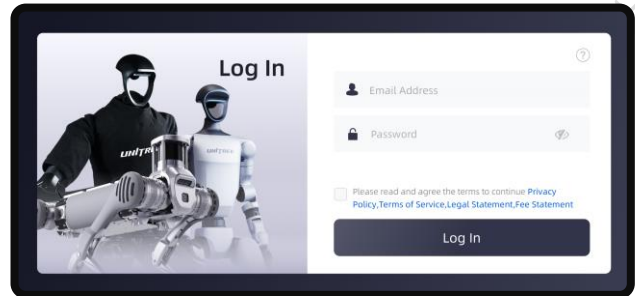 Log In
UNITREE
?
Email Address
Password
Please read and agree the terms to continue Privacy
Policy,Terms of Service,Legal Statement,Fee Statement
Log In